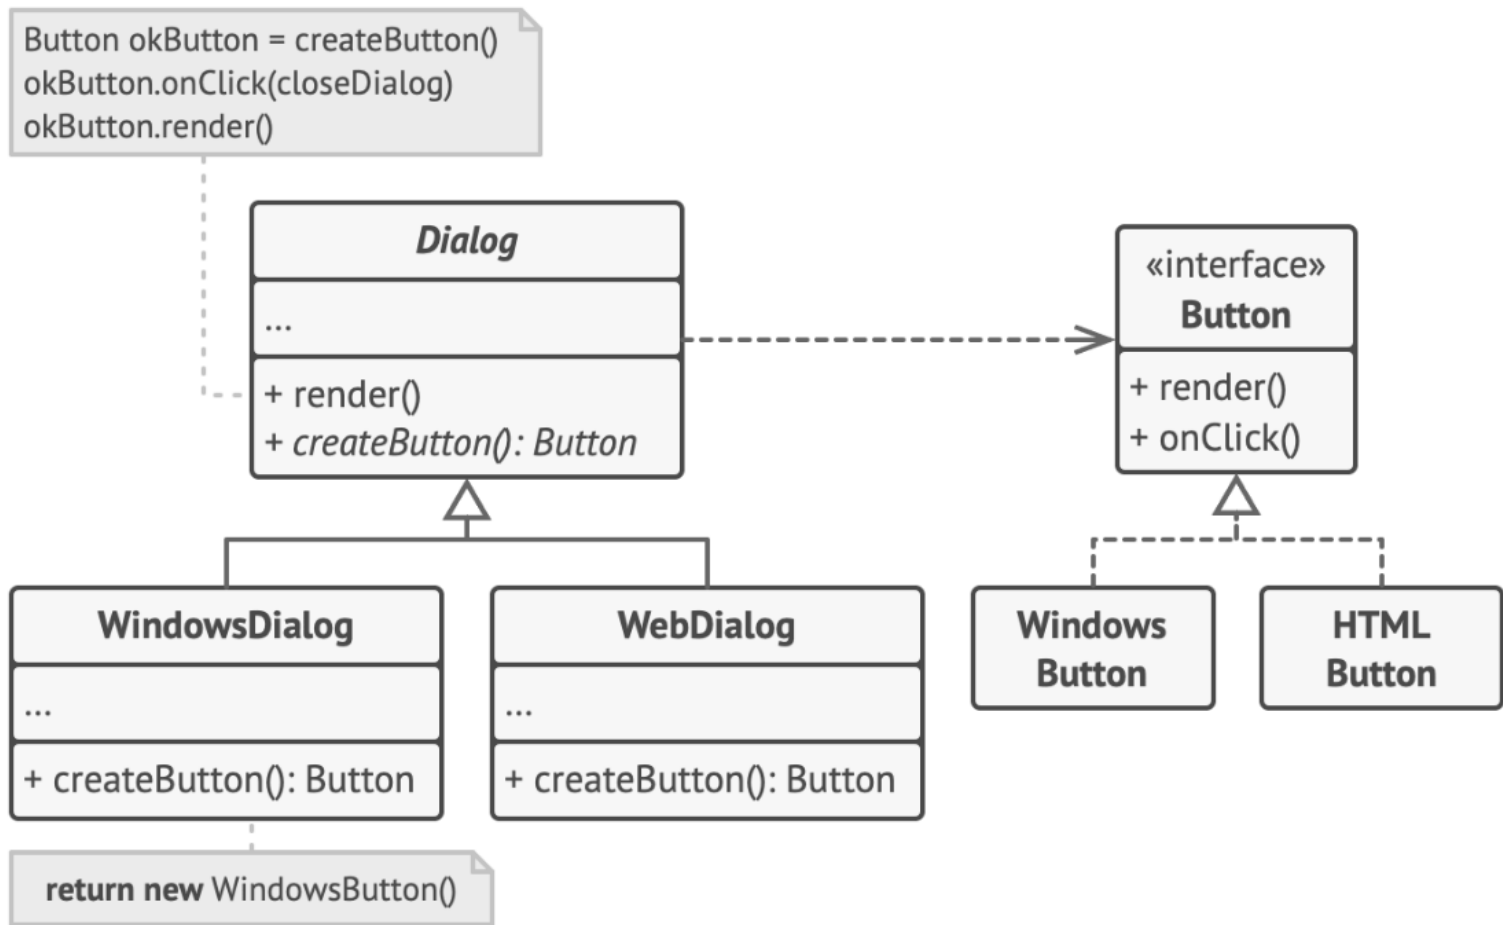 Button okButton = createButton()
okButton.onClick(closeDialog)
okButton.render()
Dialog
...
+ render()
+ createButton(): Button
«interface»
Button
+ render()
+ onClick()
WindowsDialog
...
+ createButton(): Button
WebDialog
...
+ createButton(): Button
Windows
Button
HTML
Button
return new WindowsButton()